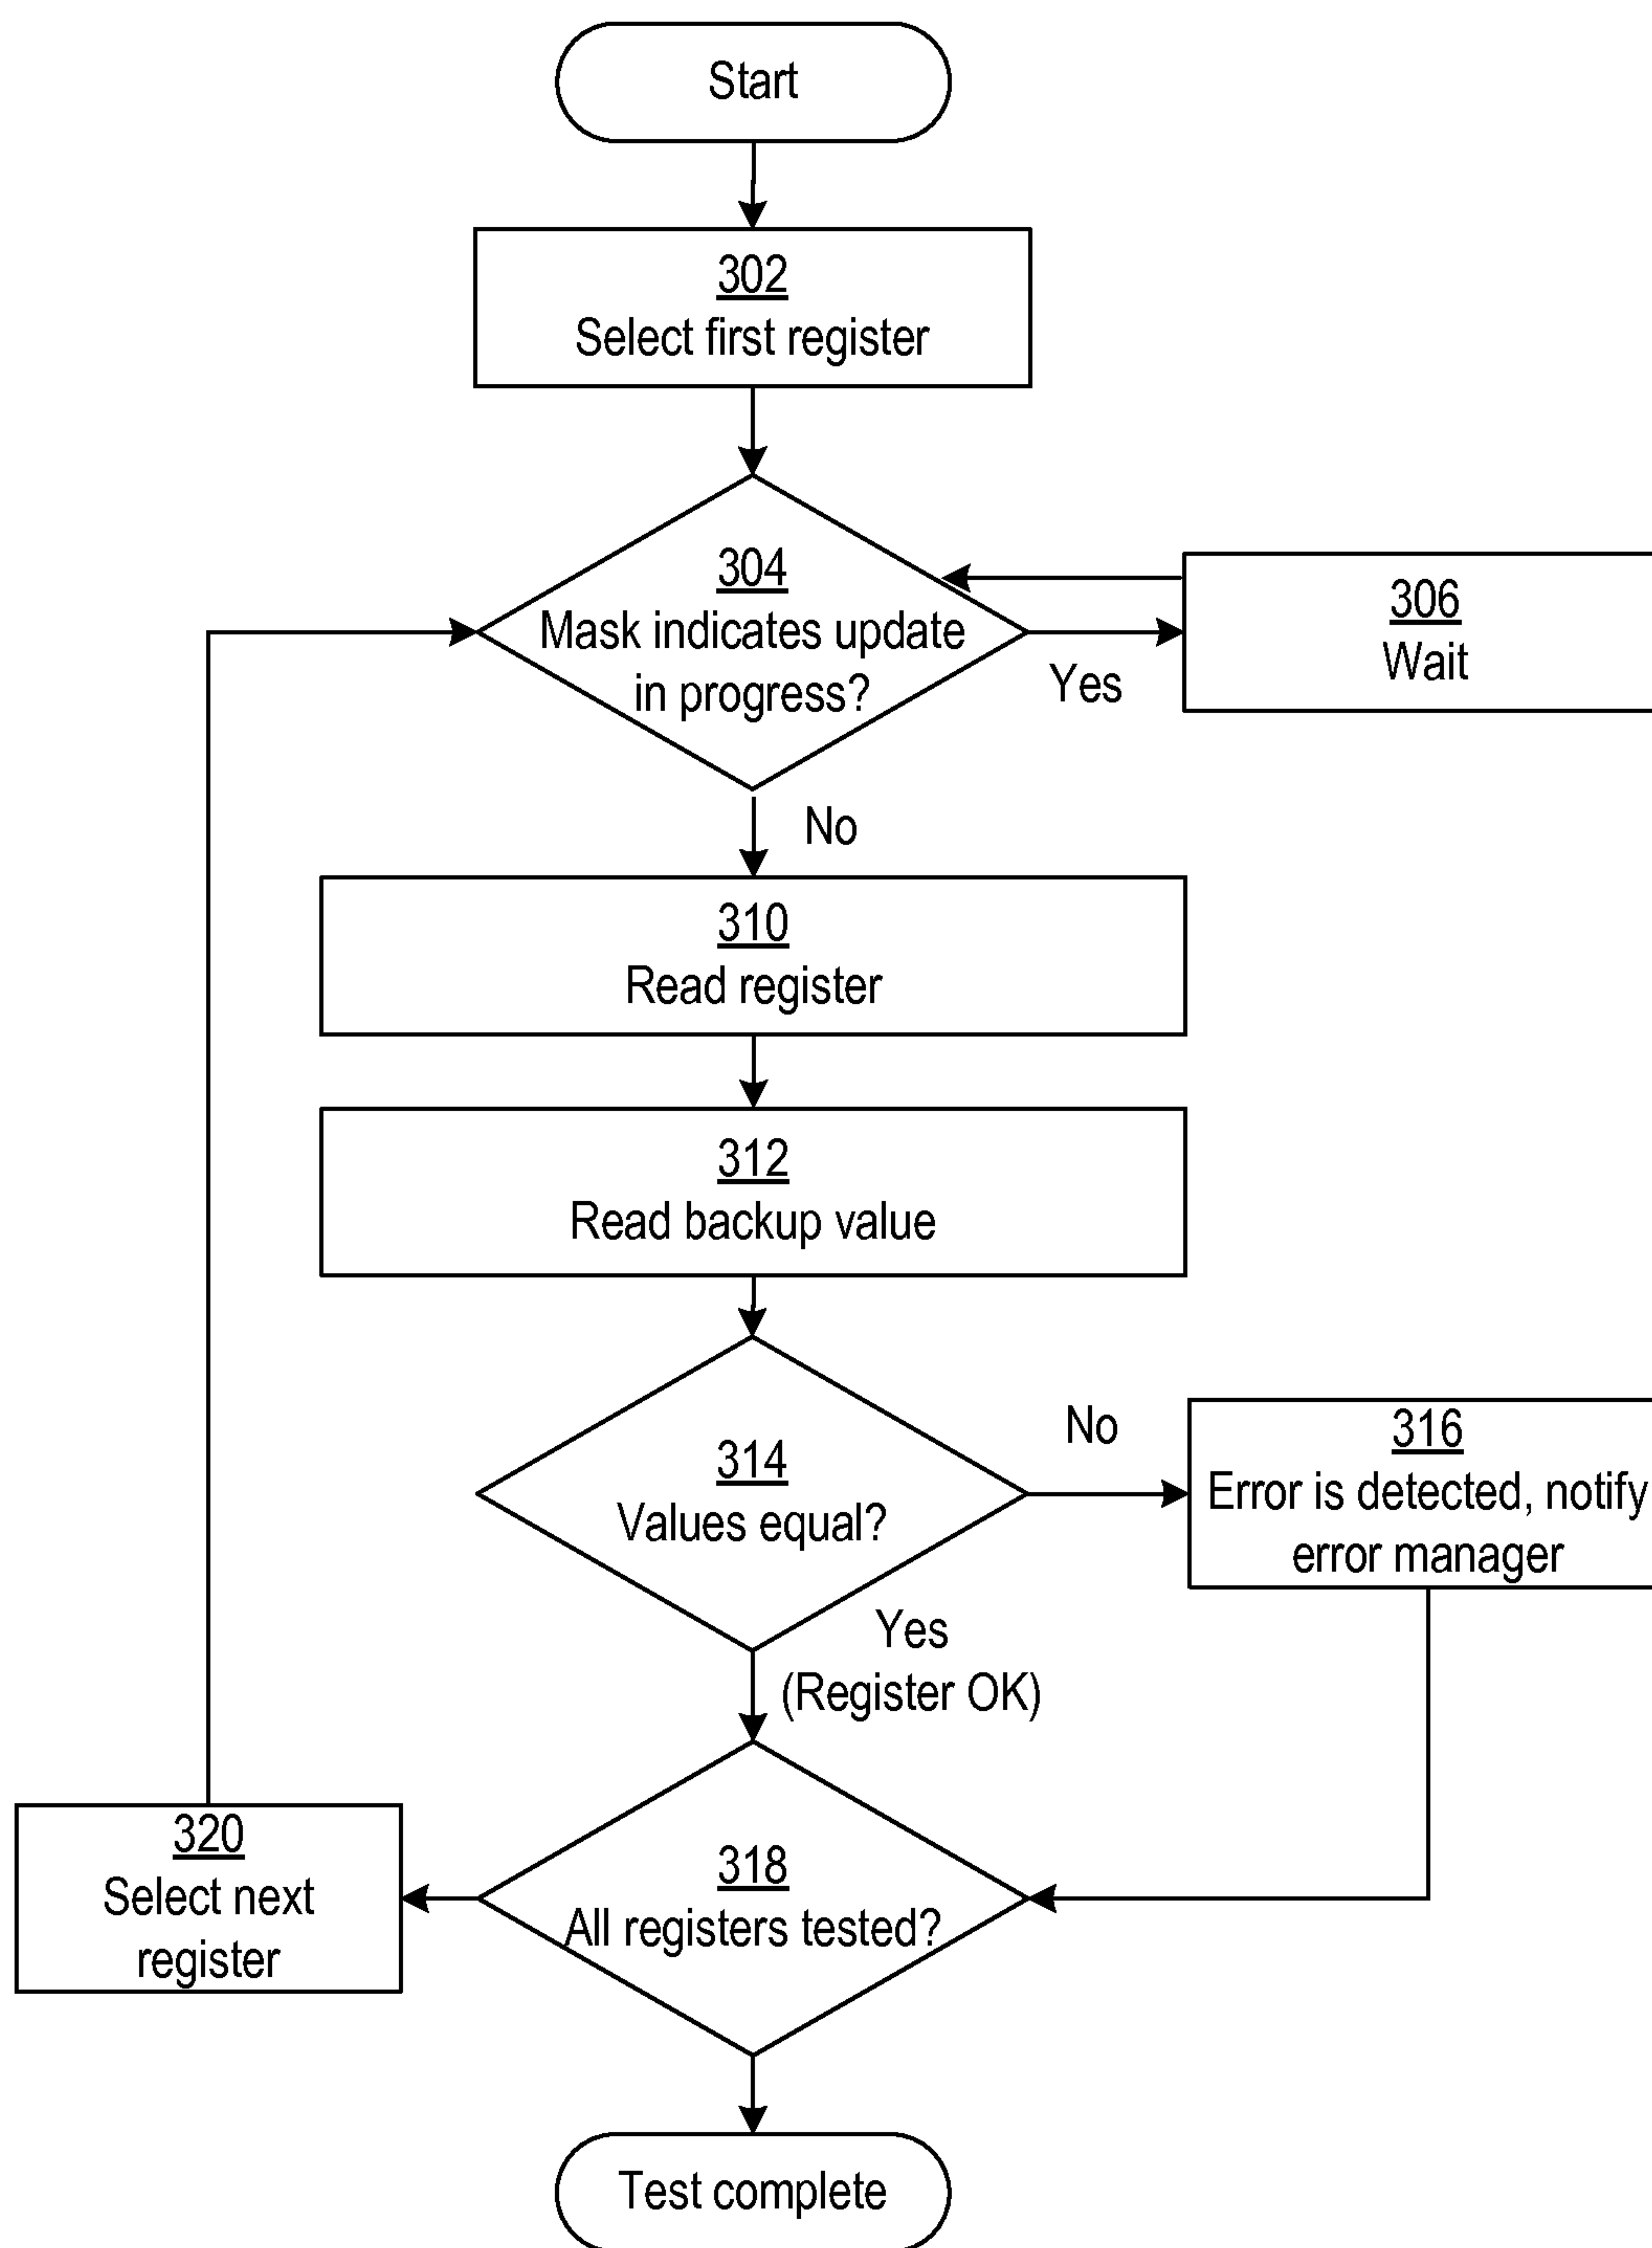 Start
302
Select first register
304
Mask indicates update
in progress?
Yes
306
Wait
No
310
Read register
312
Read backup value
314
Values equal?
No
316
Error is detected, notify
error manager
Yes
(Register OK)
318
All registers tested?
320
Select next
register
Test complete